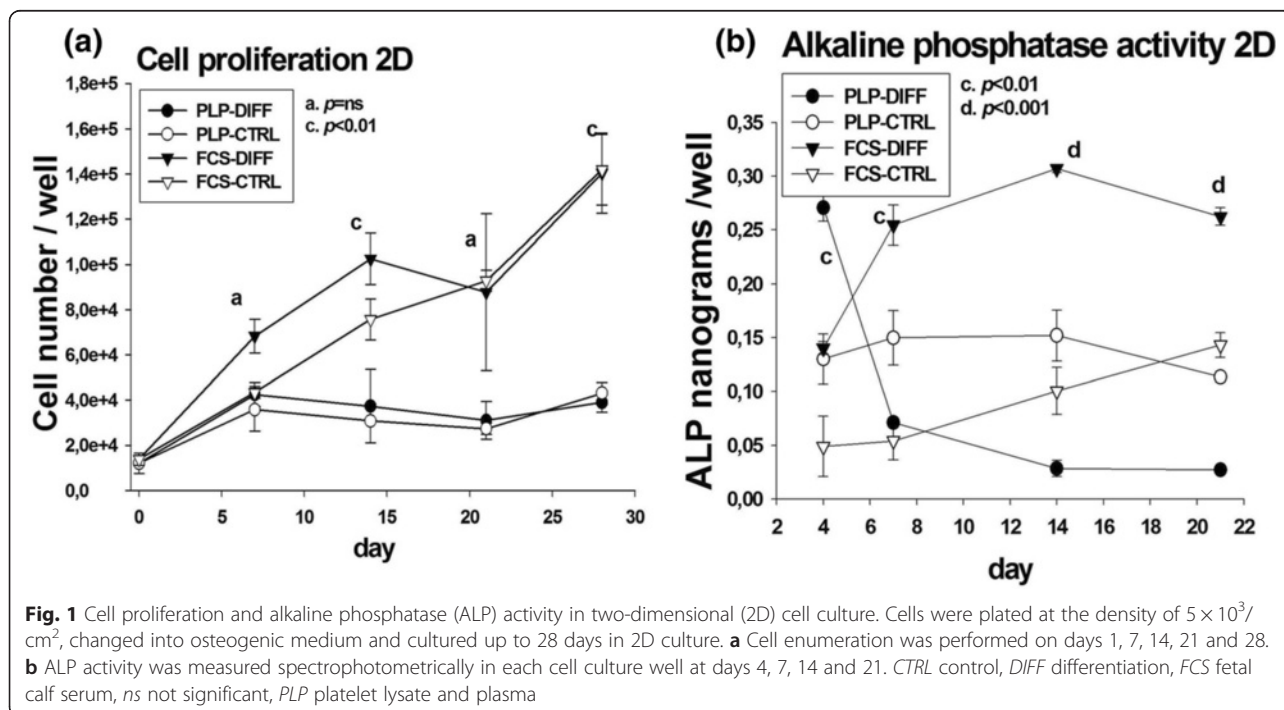 (a) Cell proliferation 2D
PLP-DIFF
PLP-CTRL
FCS-DIFF
FCS-CTRL
a. p=ns
c. p<0.01
Cell number / well
1,8e+5
1,6e+5
1,4e+5
1,2e+5
1,0e+5
8,0e+4
6,0e+4
4,0e+4
2,0e+4
0,0
a
c
a
c
0 5 10 15 20 25 30
day
(b) Alkaline phosphatase activity 2D
PLP-DIFF
PLP-CTRL
FCS-DIFF
FCS-CTRL
c. p<0.01
d. p<0.001
ALP nanograms /well
0,35
0,30
0,25
0,20
0,15
0,10
0,05
0,00
c
c
d
d
2 4 6 8 10 12 14 16 18 20 22
day
Fig. 1 Cell proliferation and alkaline phosphatase (ALP) activity in two-dimensional (2D) cell culture. Cells were plated at the density of 5 × 10³/
cm², changed into osteogenic medium and cultured up to 28 days in 2D culture. a Cell enumeration was performed on days 1, 7, 14, 21 and 28.
b ALP activity was measured spectrophotometrically in each cell culture well at days 4, 7, 14 and 21. CTRL control, DIFF differentiation, FCS fetal
calf serum, ns not significant, PLP platelet lysate and plasma